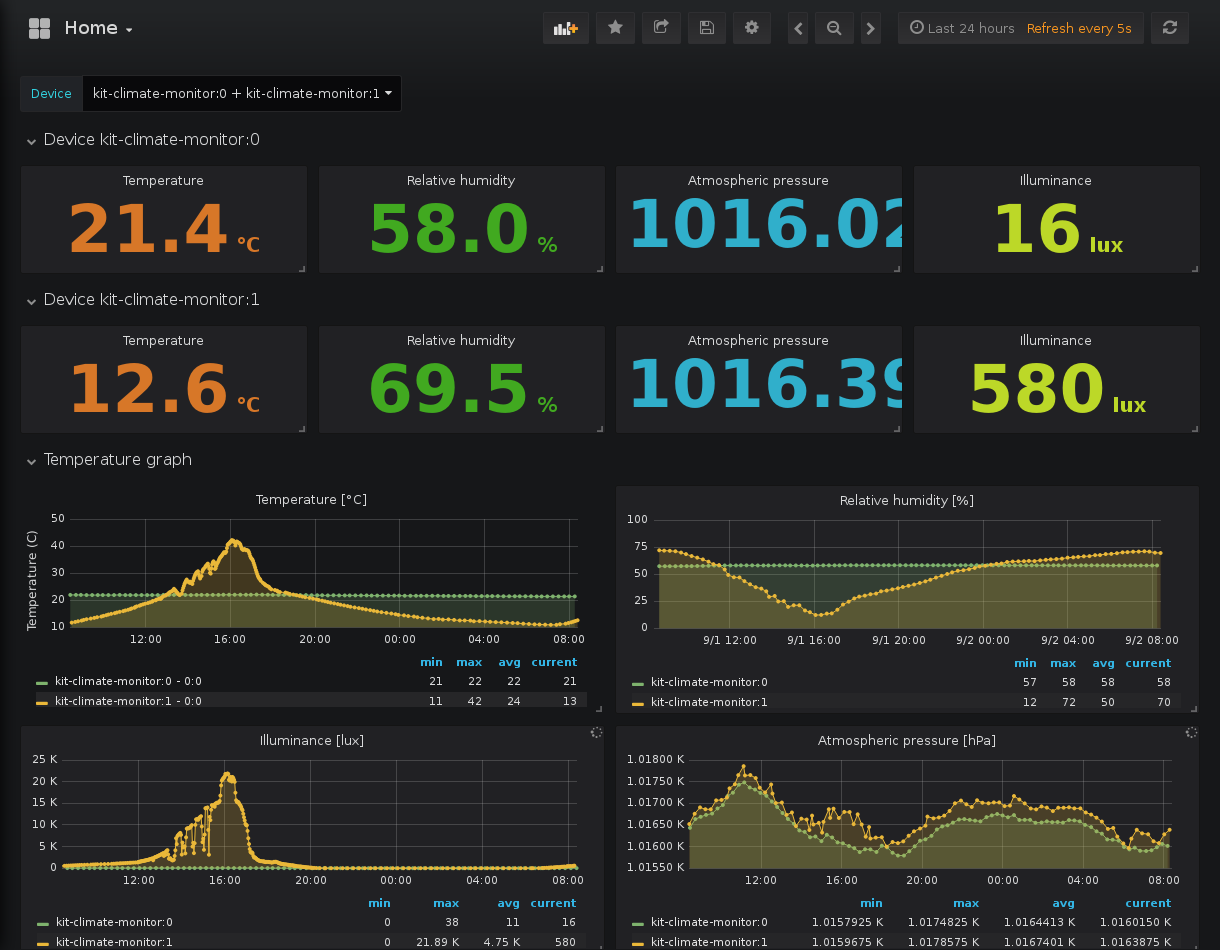 Home
Last 24 hours Refresh every 5s
Device kit-climate-monitor:0 + kit-climate-monitor:1
Device kit-climate-monitor:0
Temperature Relative humidity Atmospheric pressure Illuminance
21.4 °C 58.0 % 1016.02 16 lux
Device kit-climate-monitor:1
Temperature Relative humidity Atmospheric pressure Illuminance
12.6 °C 69.5 % 1016.39 580 lux
Temperature graph
Temperature [°C]
Temperature (C)
50
40
30
20
10
12:00 16:00 20:00 00:00 04:00 08:00
min max avg current
kit-climate-monitor:0 - 0:0 21 22 22 21
kit-climate-monitor:1 - 0:0 11 42 24 13
Relative humidity [%]
100
75
50
25
0
9/1 12:00 9/1 16:00 9/1 20:00 9/2 00:00 9/2 04:00 9/2 08:00
min max avg current
kit-climate-monitor:0 57 58 58 58
kit-climate-monitor:1 12 72 50 70
Illuminance [lux]
25 K
20 K
15 K
10 K
5 K
0
12:00 16:00 20:00 00:00 04:00 08:00
min max avg current
kit-climate-monitor:0 0 38 11 16
kit-climate-monitor:1 0 21.89 K 4.75 K 580
Atmospheric pressure [hPa]
1.01800 K
1.01750 K
1.01700 K
1.01650 K
1.01600 K
1.01550 K
12:00 16:00 20:00 00:00 04:00 08:00
min max avg current
kit-climate-monitor:0 1.0157925 K 1.0174825 K 1.0164413 K 1.0160150 K
kit-climate-monitor:1 1.0159675 K 1.0178575 K 1.0167401 K 1.0163875 K